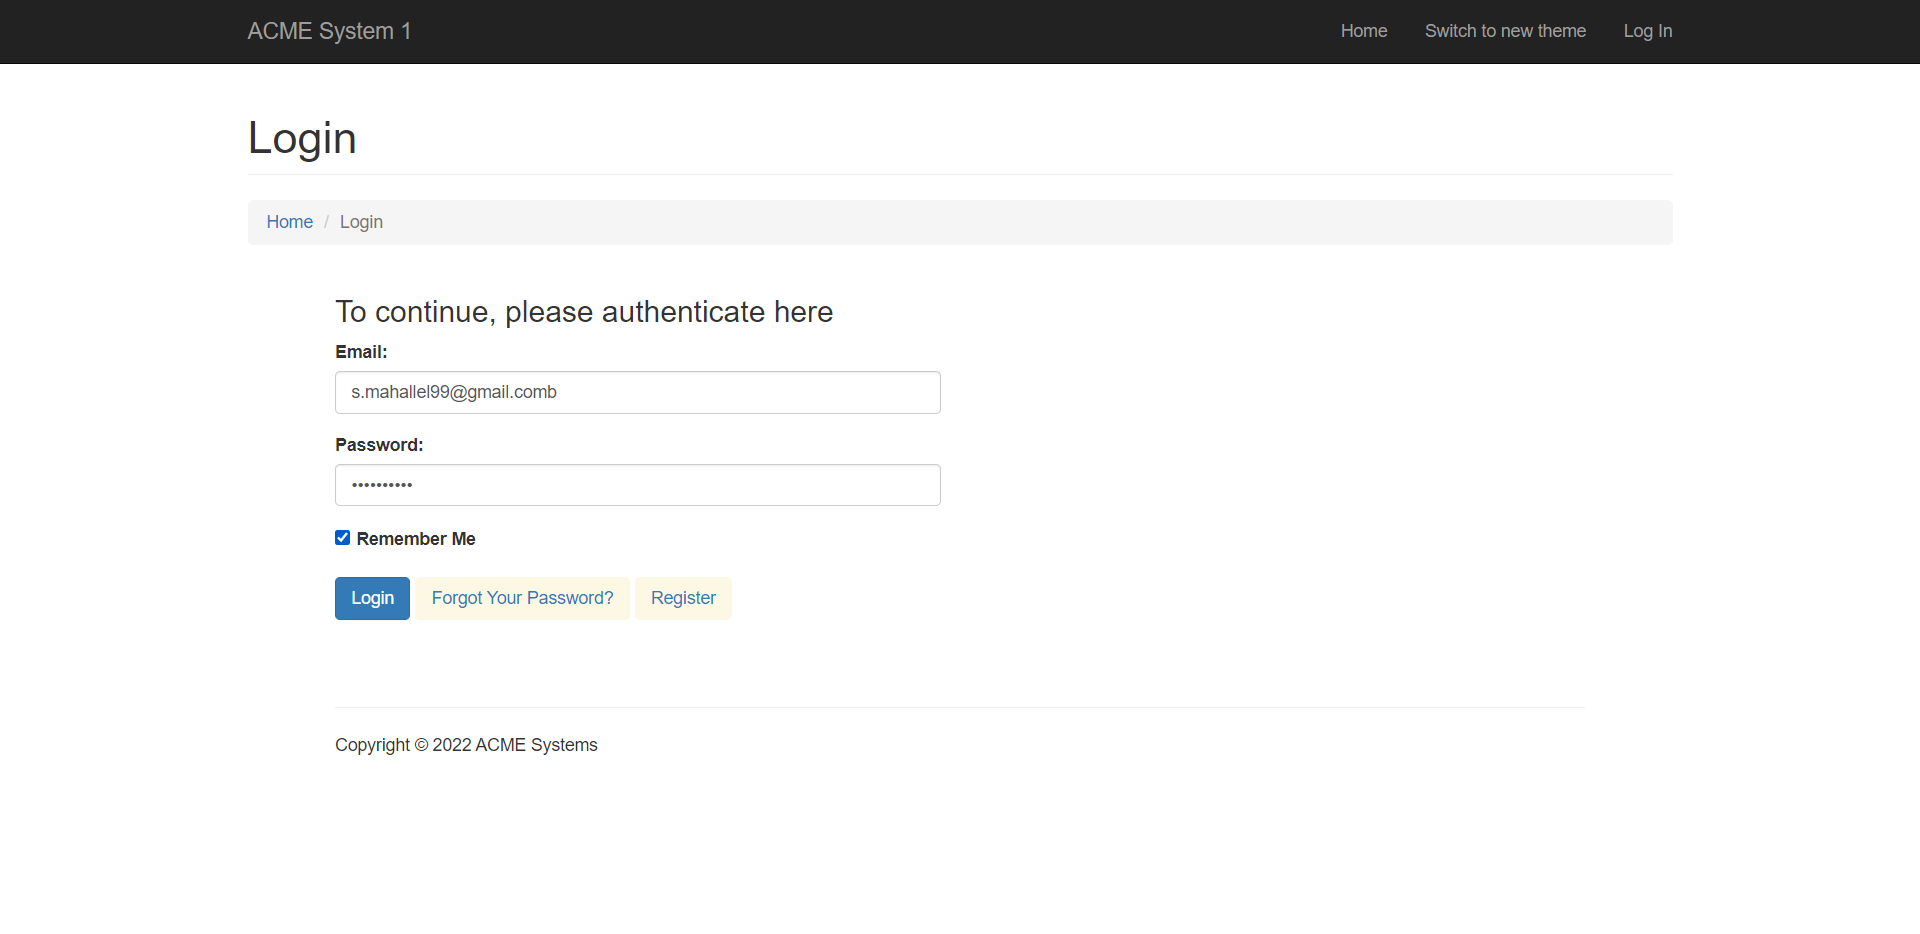 ACME System 1 Home Switch to new theme Log In
Login
Home / Login
To continue, please authenticate here
Email:
s.mahallel99@gmail.comb
Password:
••••••••••
Remember Me
Login Forgot Your Password? Register
Copyright © 2022 ACME Systems